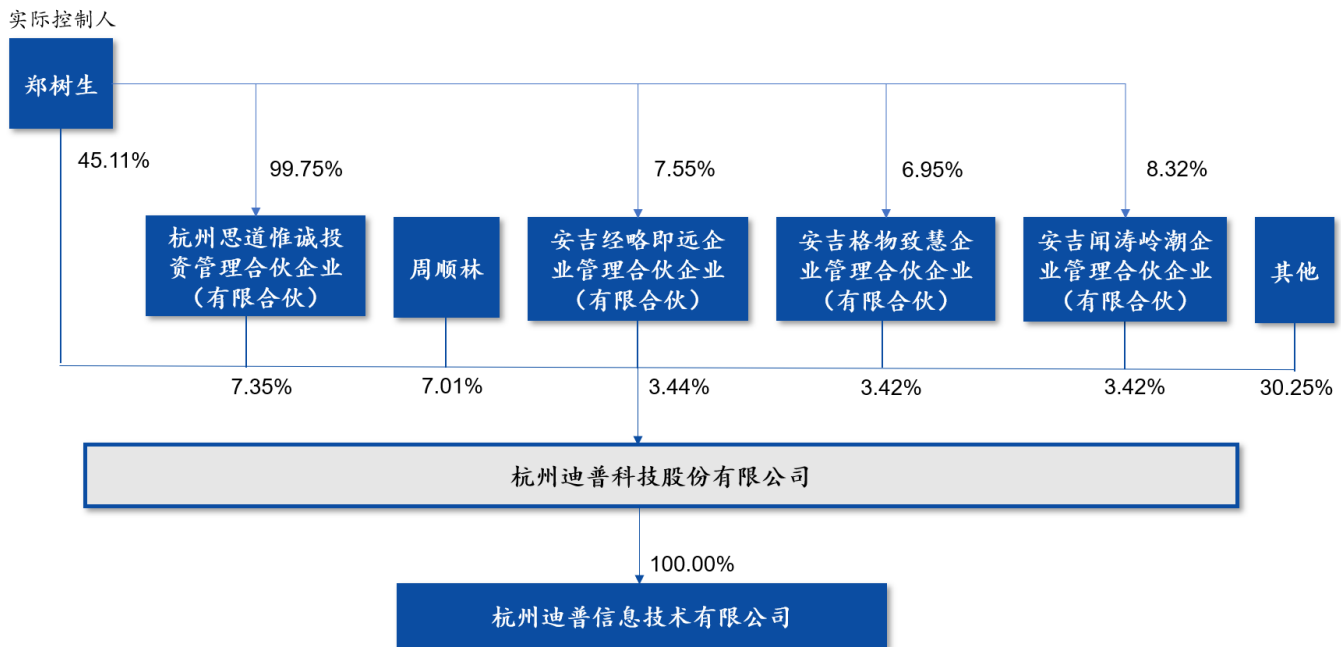 实际控制人
郑树生
45.11%
99.75%
7.55%
6.95%
8.32%
杭州思道惟诚投
资管理合伙企业
（有限合伙）
周顺林
安吉经略即远企
业管理合伙企业
（有限合伙）
安吉格物致慧企
业管理合伙企业
（有限合伙）
安吉闻涛岭潮企
业管理合伙企业
（有限合伙）
其他
7.35%
7.01%
3.44%
3.42%
3.42%
30.25%
杭州迪普科技股份有限公司
100.00%
杭州迪普信息技术有限公司